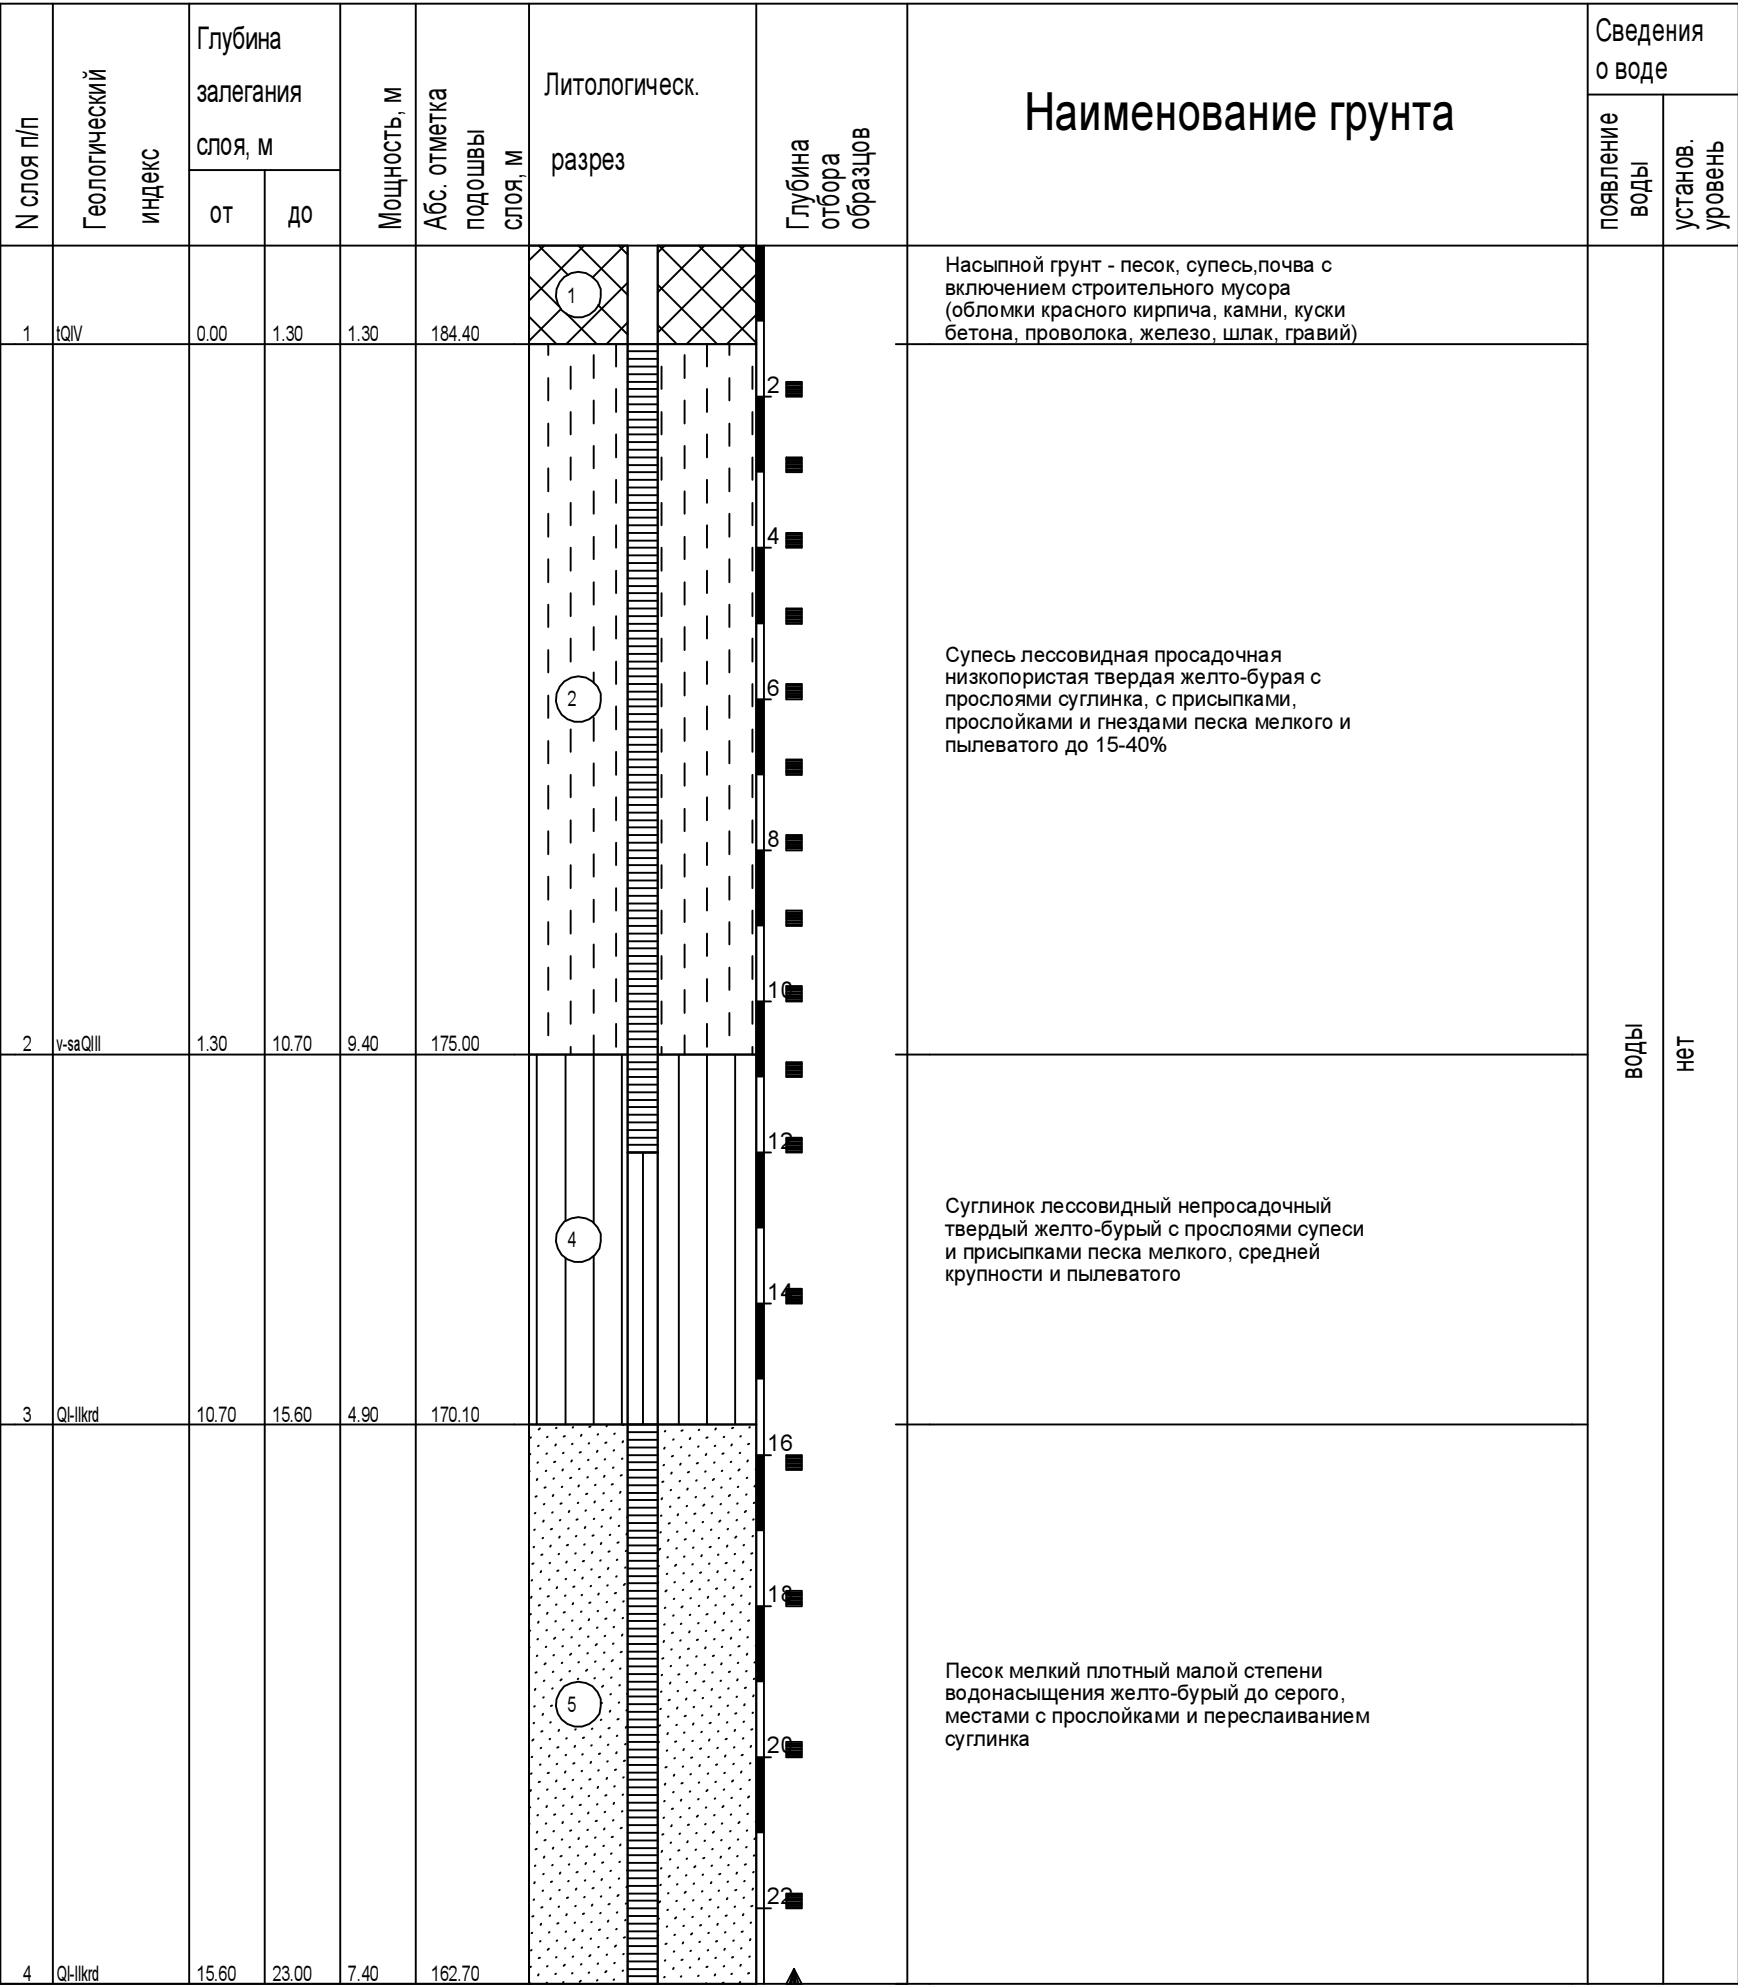 N слоя п/п
Геологический
индекс
Глубина
залегания
слоя, м
от
до
Мощность, м
Абс. отметка
подошвы
слоя, м
Литологическ.
разрез
Глубина
отбора
образцов
Наименование грунта
Сведения
о воде
появление
воды
установ.
уровень
1
Насыпной грунт - песок, супесь,почва с
включением строительного мусора
(обломки красного кирпича, камни, куски
бетона, проволока, железо, шлак, гравий)
1 tQIV 0.00 1.30 1.30 184.40
2
4
Супесь лессовидная просадочная
низкопористая твердая желто-бурая с
прослоями суглинка, с присыпками,
прослойками и гнездами песка мелкого и
пылеватого до 15-40%
2
6
8
10
2 v-saQIII 1.30 10.70 9.40 175.00
воды
нет
12
Суглинок лессовидный непросадочный
твердый желто-бурый с прослоями супеси
и присыпками песка мелкого, средней
крупности и пылеватого
4
14
3 QI-IIkrd 10.70 15.60 4.90 170.10
16
18
Песок мелкий плотный малой степени
водонасыщения желто-бурый до серого,
местами с прослойками и переслаиванием
суглинка
5
20
22
4 QI-IIkrd 15.60 23.00 7.40 162.70